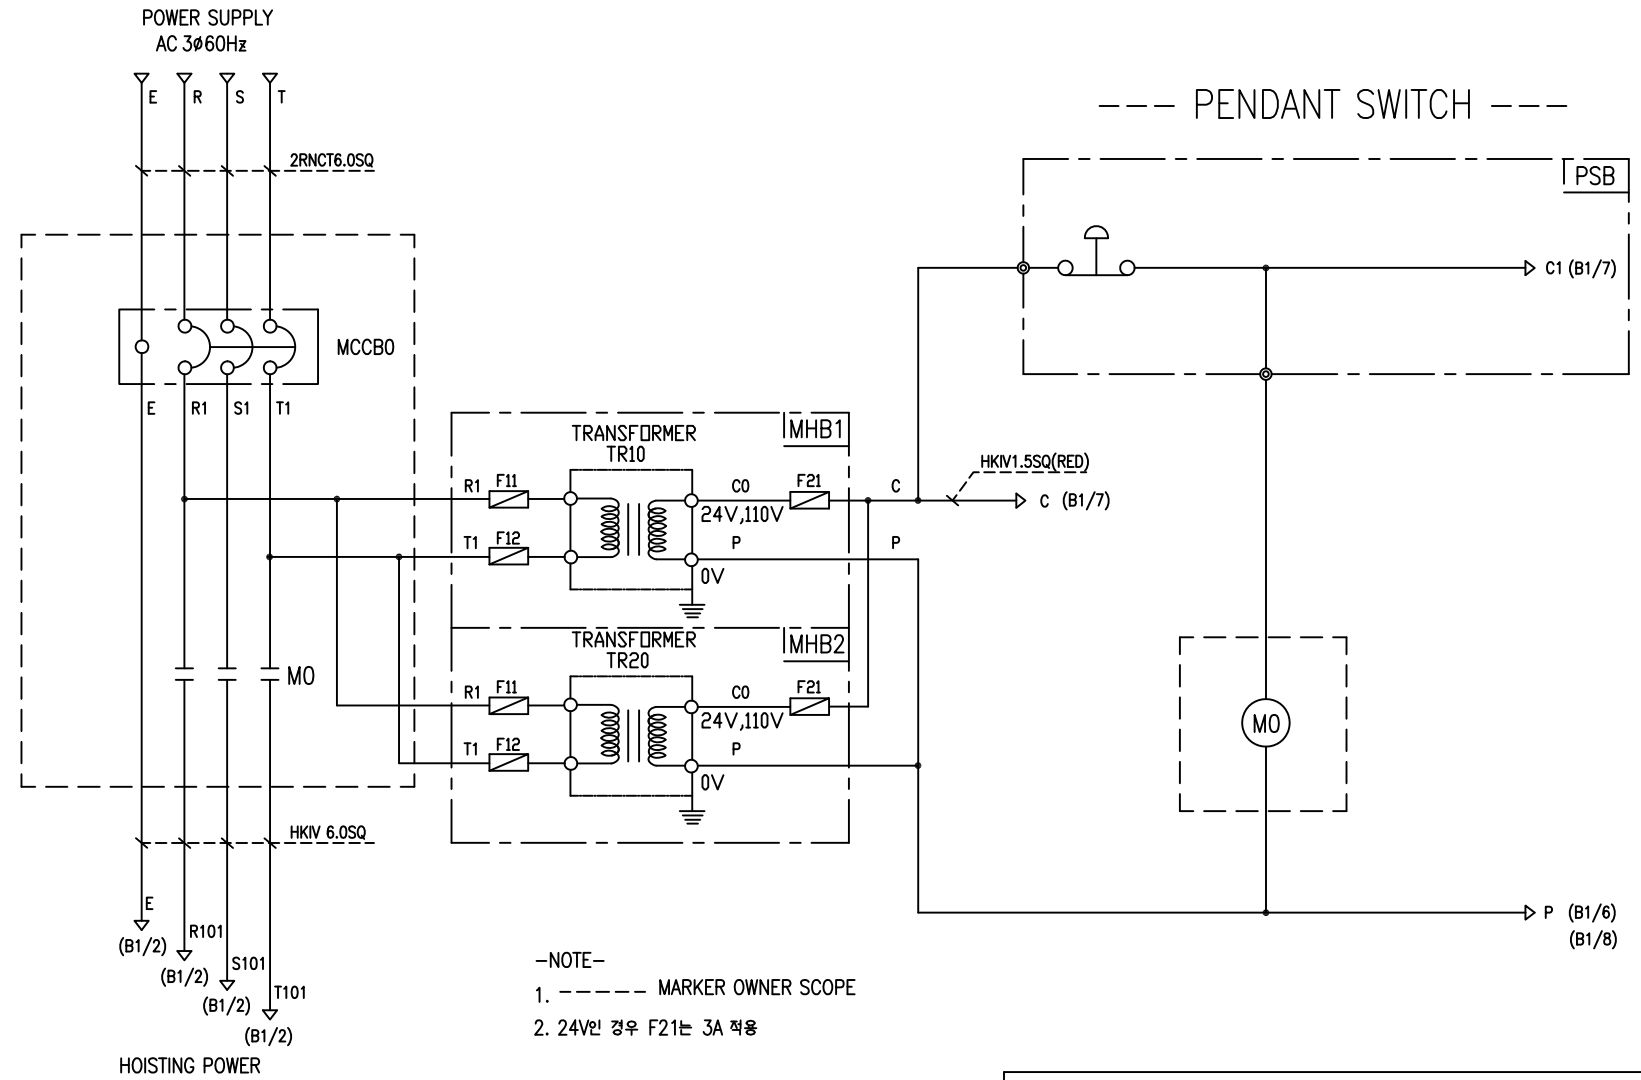 POWER SUPPLY
AC 3ø60Hz
E R S T
2RNCT6.0SQ
--- PENDANT SWITCH ---
PSB
C1 (B1/7)
MCCB0
E R1 S1 T1
MHB1
TRANSFORMER
TR10
R1 F11
C0 F21 C
24V,110V
HKIV1.5SQ(RED)
C (B1/7)
T1 F12
P P
0V
MHB2
TRANSFORMER
TR20
R1 F11
C0 F21
24V,110V
T1 F12
P
0V
M0
M0
HKIV 6.0SQ
E
(B1/2)
R101
(B1/2)
S101
(B1/2)
T101
(B1/2)
HOISTING POWER
P (B1/6)
(B1/8)
-NOTE-
1. ------ MARKER OWNER SCOPE
2. 24V인 경우 F21는 3A 적용